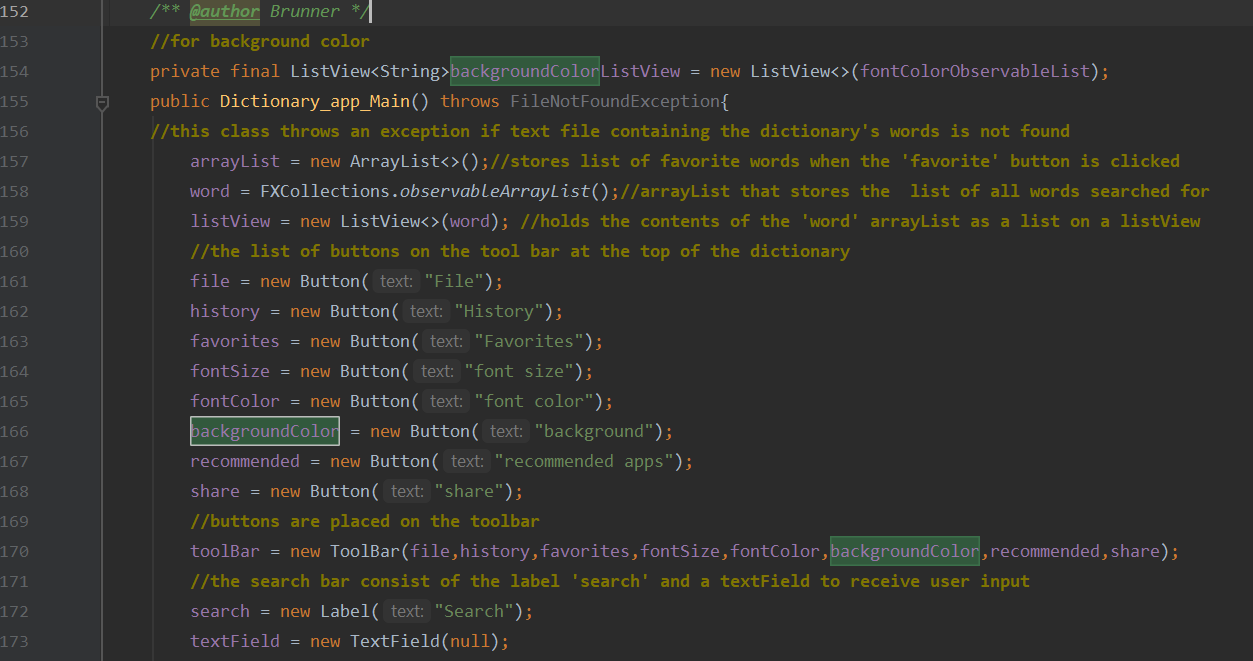 152 /** @author Brunner */
153 //for background color
154 private final ListView<String>backgroundColorListView = new ListView<>(fontColorObservableList);
155 public Dictionary_app_Main() throws FileNotFoundException{
156 //this class throws an exception if text file containing the dictionary's words is not found
157 arrayList = new ArrayList<>();//stores list of favorite words when the 'favorite' button is clicked
158 word = FXCollections.observableArrayList();//arrayList that stores the  list of all words searched for
159 listView = new ListView<>(word); //holds the contents of the 'word' arrayList as a list on a listView
160 //the list of buttons on the tool bar at the top of the dictionary
161 file = new Button( text: "File");
162 history = new Button( text: "History");
163 favorites = new Button( text: "Favorites");
164 fontSize = new Button( text: "font size");
165 fontColor = new Button( text: "font color");
166 backgroundColor = new Button( text: "background");
167 recommended = new Button( text: "recommended apps");
168 share = new Button( text: "share");
169 //buttons are placed on the toolbar
170 toolBar = new ToolBar(file,history,favorites,fontSize,fontColor,backgroundColor,recommended,share);
171 //the search bar consist of the label 'search' and a textField to receive user input
172 search = new Label( text: "Search");
173 textField = new TextField(null);